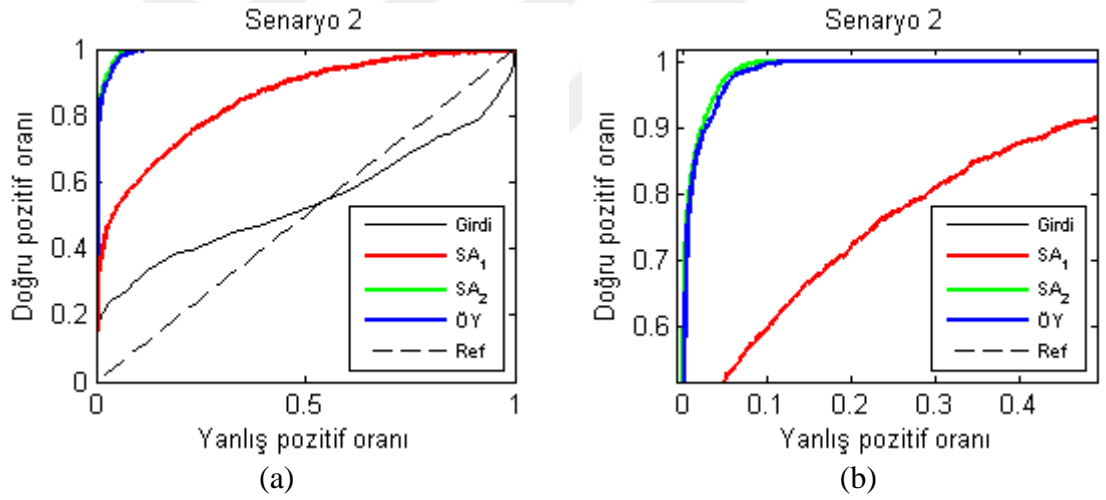 Senaryo 2
Doğru pozitif oranı
1
0.8
0.6
0.4
0.2
0
0
0.5
1
Yanlış pozitif oranı
Girdi
SA1
SA2
ÖY
Ref
(a)
Senaryo 2
Doğru pozitif oranı
1
0.9
0.8
0.7
0.6
0
0.1
0.2
0.3
0.4
Yanlış pozitif oranı
Girdi
SA1
SA2
ÖY
Ref
(b)